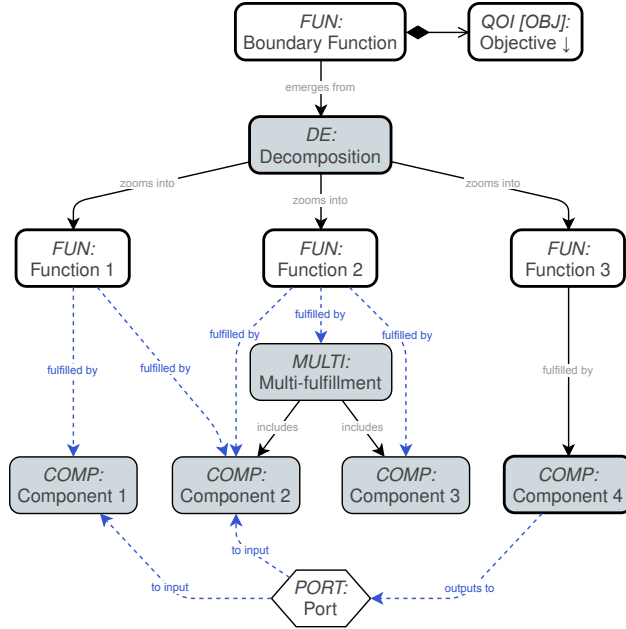 FUN:
Boundary Function
QOI [OBJ]:
Objective ↓
emerges from
DE:
Decomposition
zooms into
zooms into
zooms into
FUN:
Function 1
FUN:
Function 2
FUN:
Function 3
fulfilled by
fulfilled by
fulfilled by
fulfilled by
fulfilled by
fulfilled by
MULTI:
Multi-fulfillment
includes
includes
COMP:
Component 1
COMP:
Component 2
COMP:
Component 3
COMP:
Component 4
to input
to input
outputs to
PORT:
Port